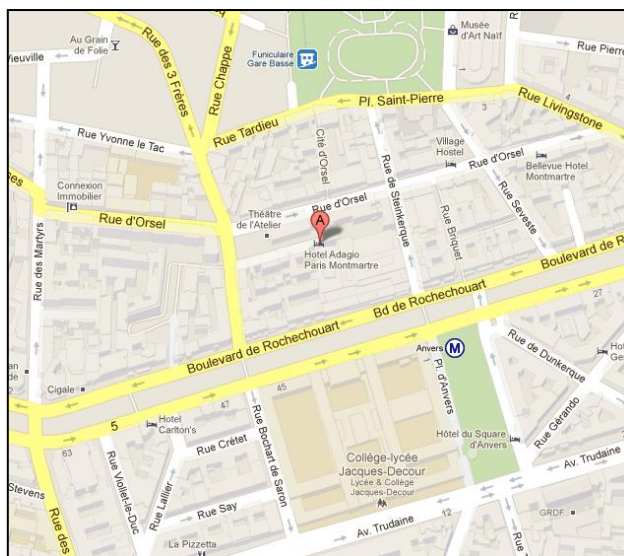 Au Grain
de Folie
Rue des 3 Frères
Rue Chappe
Funiculaire
Gare Basse
Musée
d'Art Naïf
Rue Pierre
Vieuville
Pl. Saint-Pierre
Rue Livingstone
Rue Tardieu
Rue Yvonne le Tac
Cité d'Orsel
Village
Hostel
Rue d'Orsel
Bellevue Hotel
Montmartre
Connexion
Immobilier
Rue d'Orsel
Rue d'Orsel
Théâtre
de l'Atelier
A
Hotel Adagio
Paris Montmartre
Rue de Steinkerque
Rue Briquet
Rue Seveste
Rue des Martyrs
Boulevard de R
Bd de Rochechouart
Boulevard de Rochechouart
27
Anvers
M
Pl. d'Anvers
Rue de Dunkerque
Cigale
45
47
5
63
Hotel
Carlton's
Rue Crétet
Rue Bochart de Saron
Rue Viollet-le-Duc
Rue Lallier
Rue Say
Collège-lycée
Jacques-Decour
Lycée & Collège
Jacques-Decour
Hôtel du Square
d'Anvers
Rue Gérando
Av. Trudaine
Av. Trudaine
12
GRDF
Stevens
Rue des
La Pizzetta